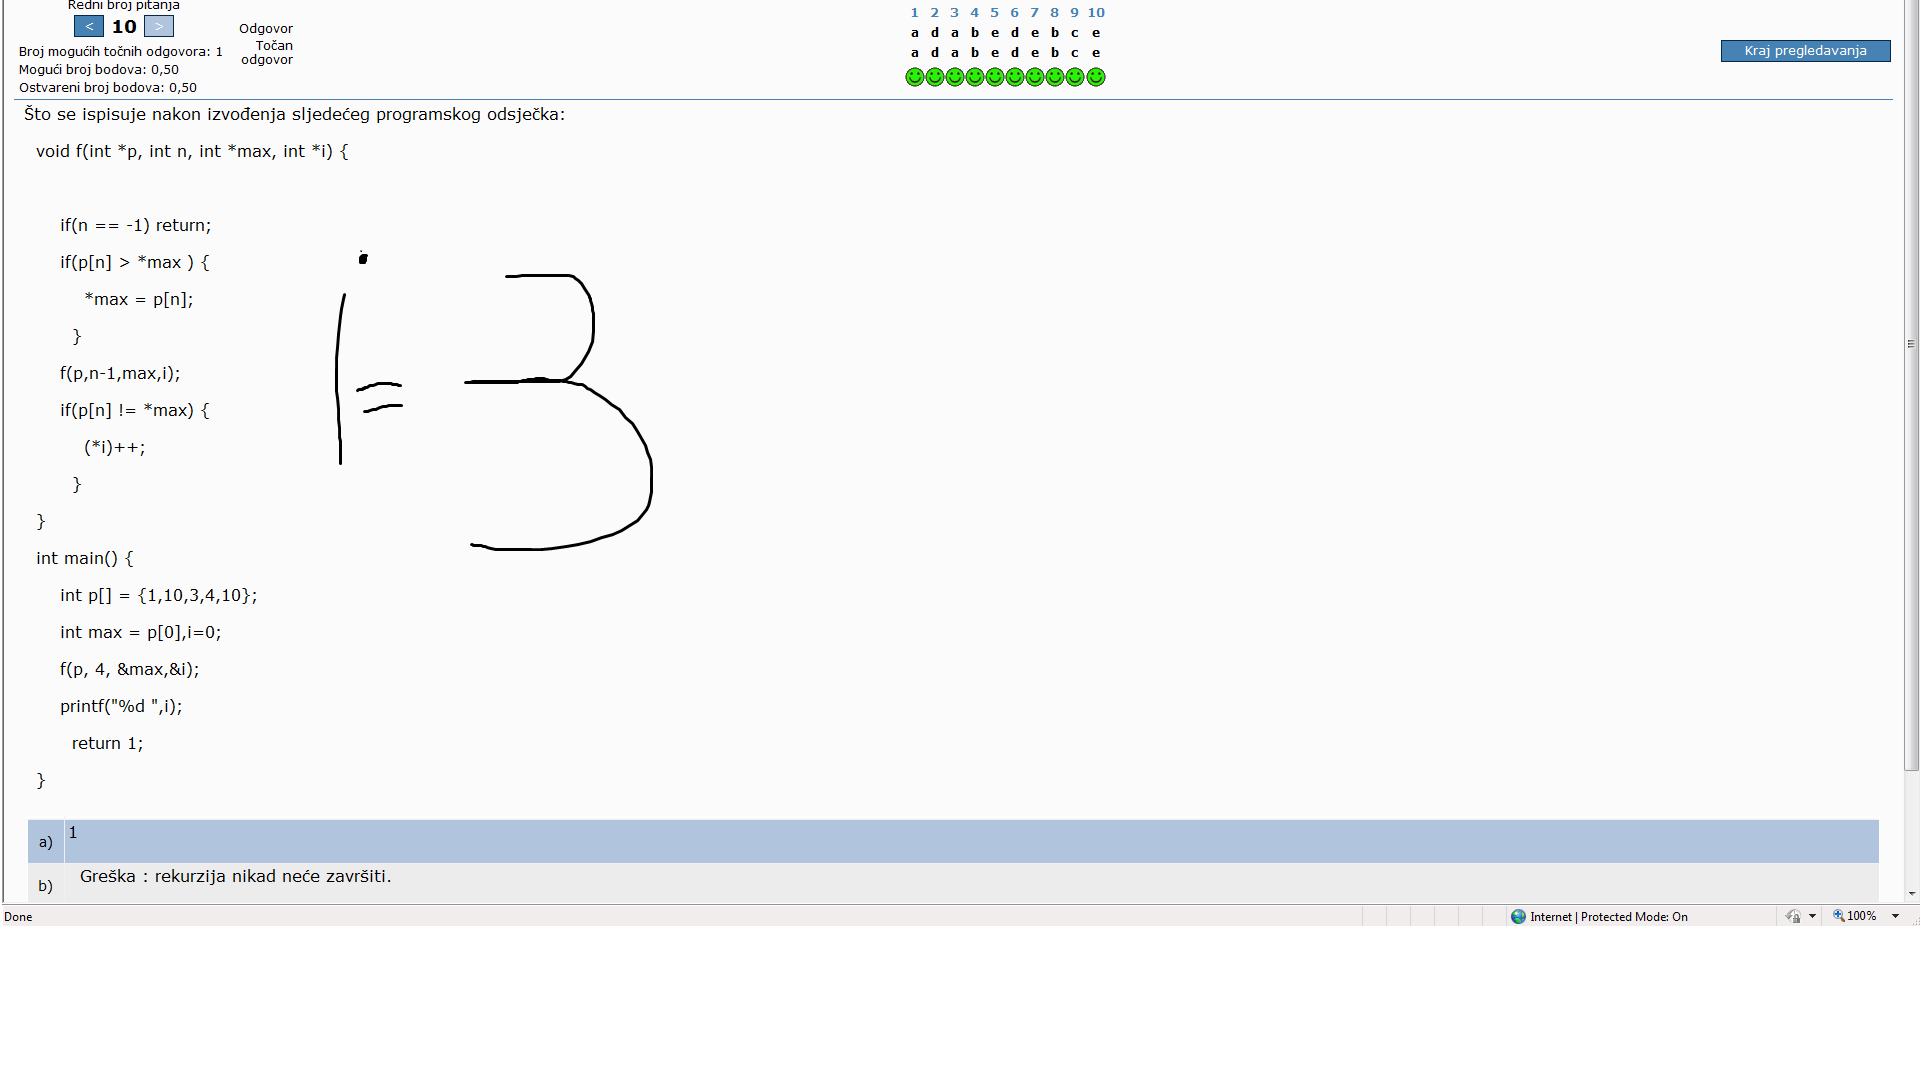 Redni broj pitanja
< 10 >
Broj mogućih točnih odgovora: 1
Mogući broj bodova: 0,50
Ostvareni broj bodova: 0,50
Odgovor
Točan odgovor
1 2 3 4 5 6 7 8 9 10
a d a b e d e b c e
a d a b e d e b c e
Kraj pregledavanja
Što se ispisuje nakon izvođenja sljedećeg programskog odsječka:
void f(int *p, int n, int *max, int *i) {
if(n == -1) return;
if(p[n] > *max ) {
*max = p[n];
}
f(p,n-1,max,i);
if(p[n] != *max) {
(*i)++;
}
}
i = 3
int main() {
int p[] = {1,10,3,4,10};
int max = p[0],i=0;
f(p, 4, &max,&i);
printf("%d ",i);
return 1;
}
a) 1
b) Greška : rekurzija nikad neće završiti.
Done
Internet | Protected Mode: On
100%